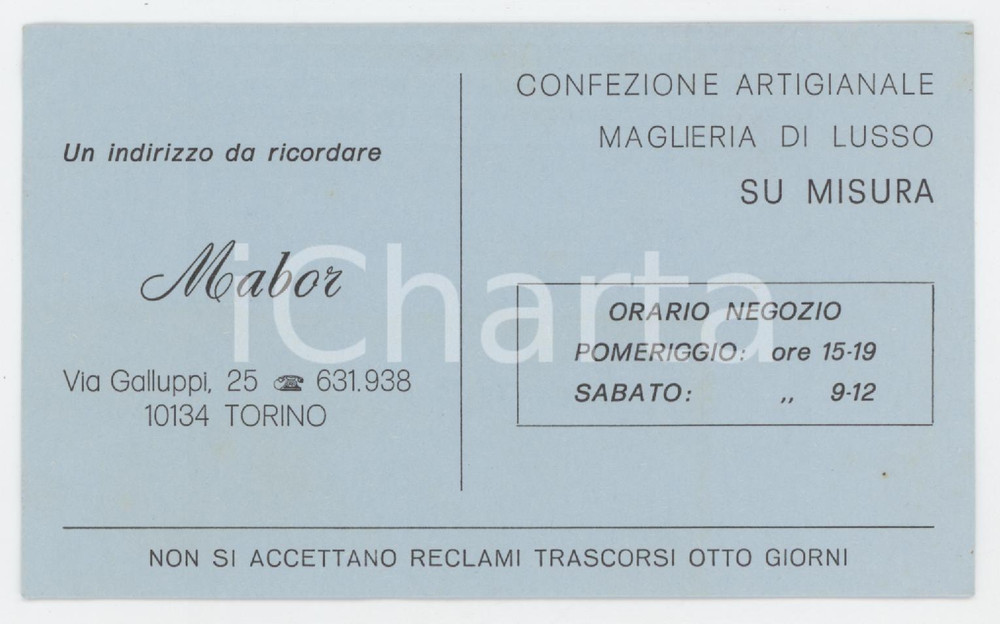 Un indirizzo da ricordare
Mabor
Via Galluppi, 25 ☎ 631.938
10134 TORINO
CONFEZIONE ARTIGIANALE
MAGLIERIA DI LUSSO
SU MISURA
ORARIO NEGOZIO
POMERIGGIO: ore 15-19
SABATO: ,, 9-12
NON SI ACCETTANO RECLAMI TRASCORSI OTTO GIORNI
iCharta